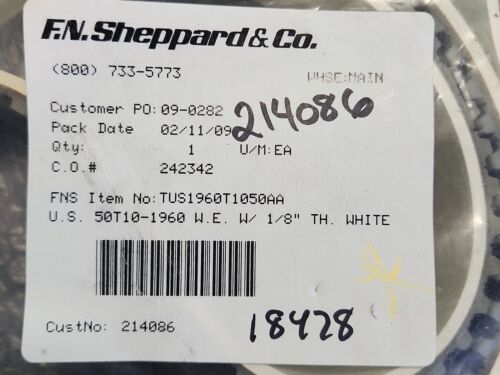 F.N. Sheppard & Co.
(800) 733-5773
WHSE:MAIN
Customer PO: 09-0282
214086
Pack Date 02/11/09
Qty: 1 U/M:EA
C.O.# 242342
FNS Item No: TUS1960T1050AA
U.S. 50T10-1960 W.E. W/ 1/8" TH. WHITE
CustNo: 214086
18428